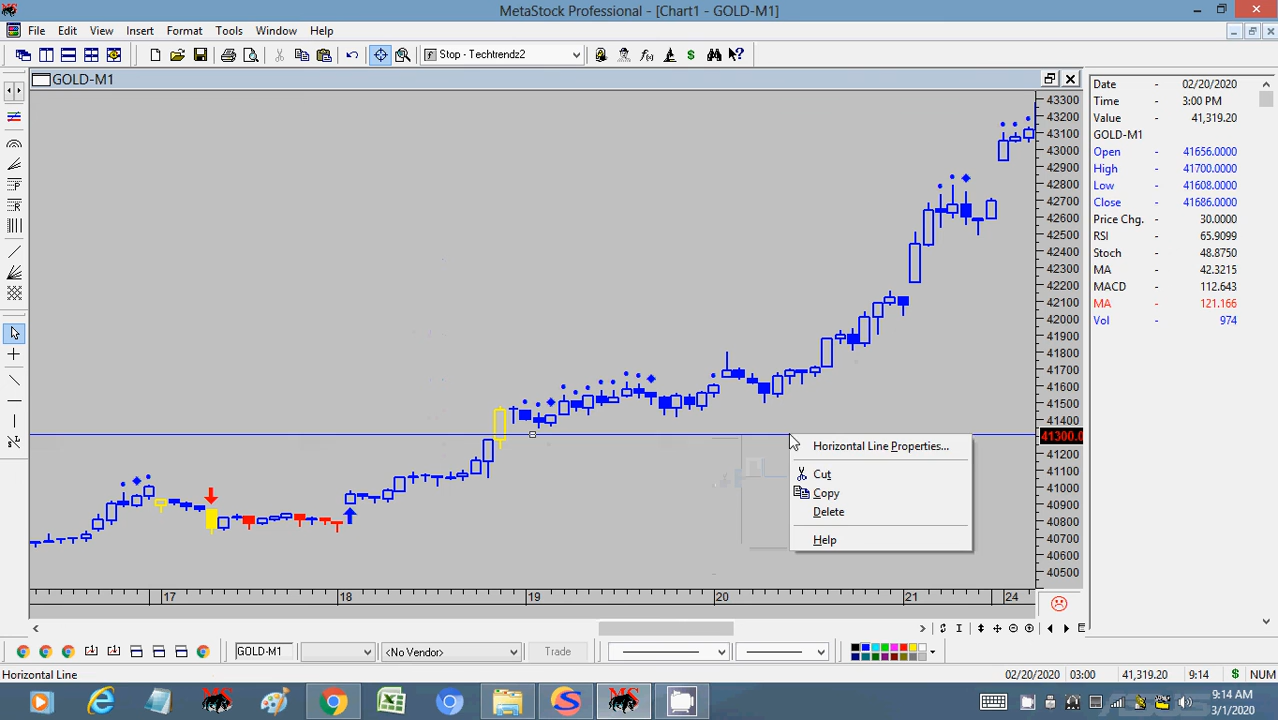 MetaStock Professional - [Chart1 - GOLD-M1]
File Edit View Insert Format Tools Window Help
Stop - Techtrendz2
GOLD-M1
Date - 02/20/2020
Time - 3:00 PM
Value - 41,319.20
GOLD-M1
Open - 41656.0000
High - 41700.0000
Low - 41608.0000
Close - 41686.0000
Price Chg. - 30.0000
RSI - 65.9099
Stoch - 48.8750
MA - 42.3215
MACD - 112.643
MA - 121.166
Vol - 974
43300
43200
43100
43000
42900
42800
42700
42600
42500
42400
42300
42200
42100
42000
41900
41800
41700
41600
41500
41400
41300.0
41200
41100
41000
40900
40800
40700
40600
40500
Horizontal Line Properties...
Cut
Copy
Delete
Help
17 18 19 20 21 24
GOLD-M1 <No Vendor> Trade
Horizontal Line 02/20/2020 03:00 41,319.20 9:14 $ NUM
9:14 AM
3/1/2020